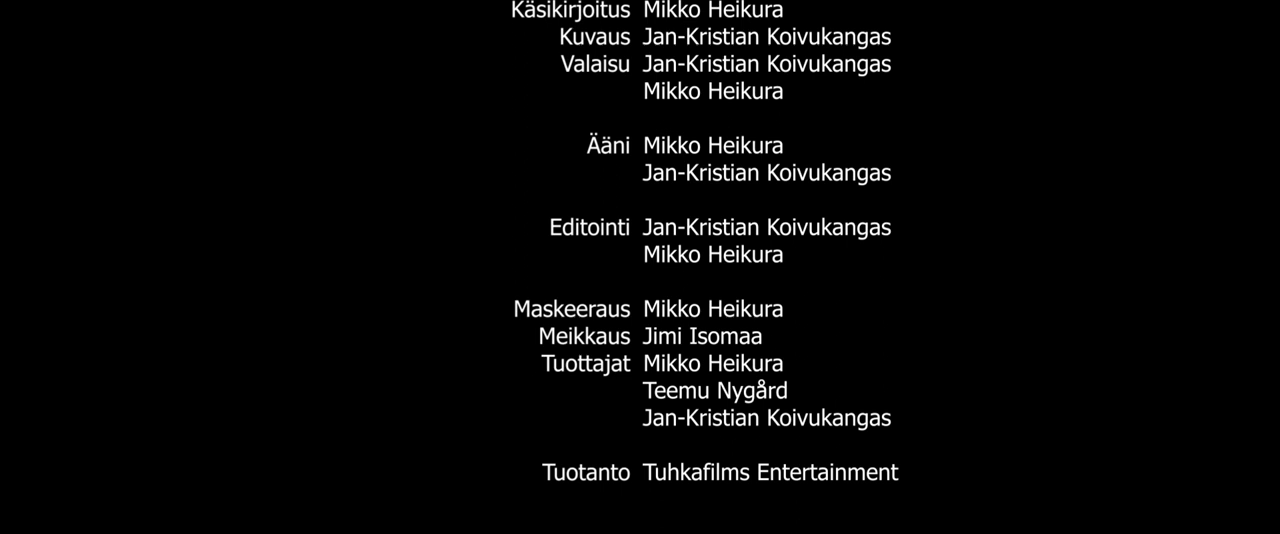 Käsikirjoitus Mikko Heikura
Kuvaus Jan-Kristian Koivukangas
Valaisu Jan-Kristian Koivukangas
Mikko Heikura
Ääni Mikko Heikura
Jan-Kristian Koivukangas
Editointi Jan-Kristian Koivukangas
Mikko Heikura
Maskeeraus Mikko Heikura
Meikkaus Jimi Isomaa
Tuottajat Mikko Heikura
Teemu Nygård
Jan-Kristian Koivukangas
Tuotanto Tuhkafilms Entertainment